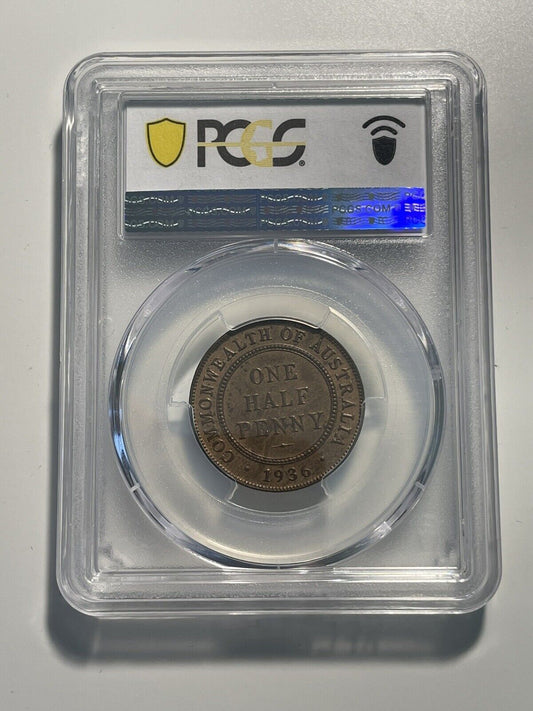 PCGS®
PCGS.COM
COMMONWEALTH OF AUSTRALIA
ONE
HALF
PENNY
· 1936 ·